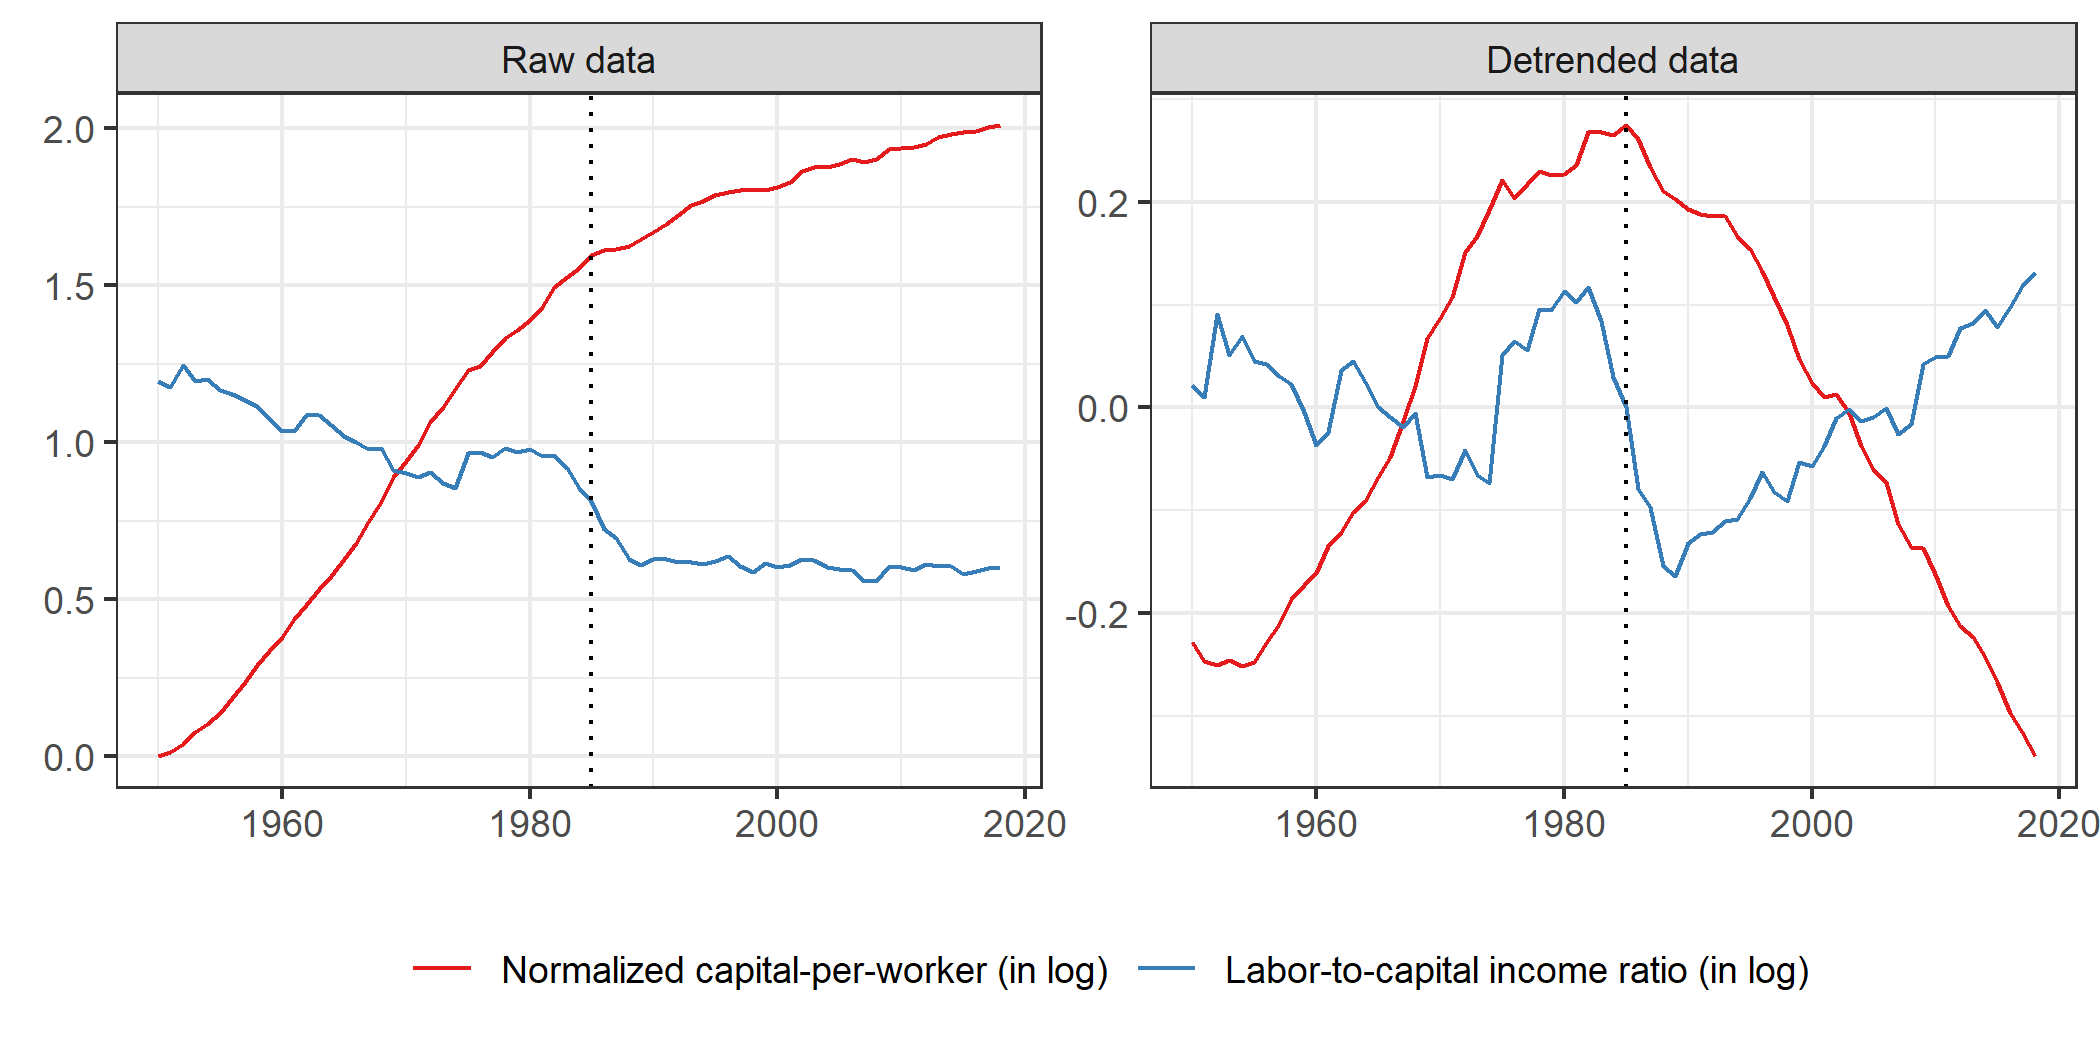 Raw data
Detrended data
2.0
1.5
1.0
0.5
0.0
0.2
0.0
-0.2
1960 1980 2000 2020
1960 1980 2000 2020
Normalized capital-per-worker (in log) Labor-to-capital income ratio (in log)